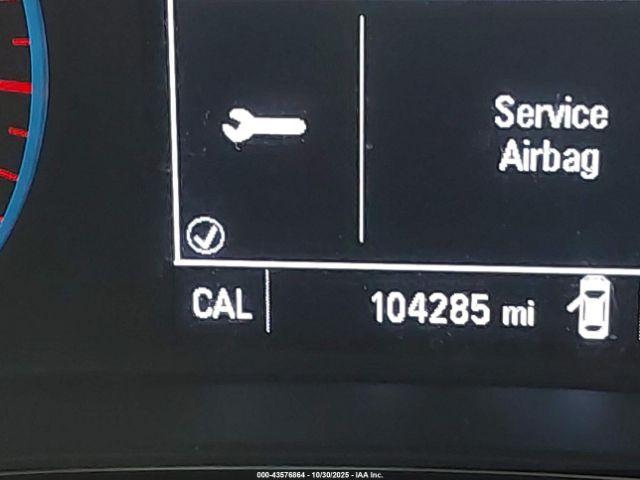 Service
Airbag
CAL
104285 mi
000-43576864 - 10/30/2025 - IAA Inc.